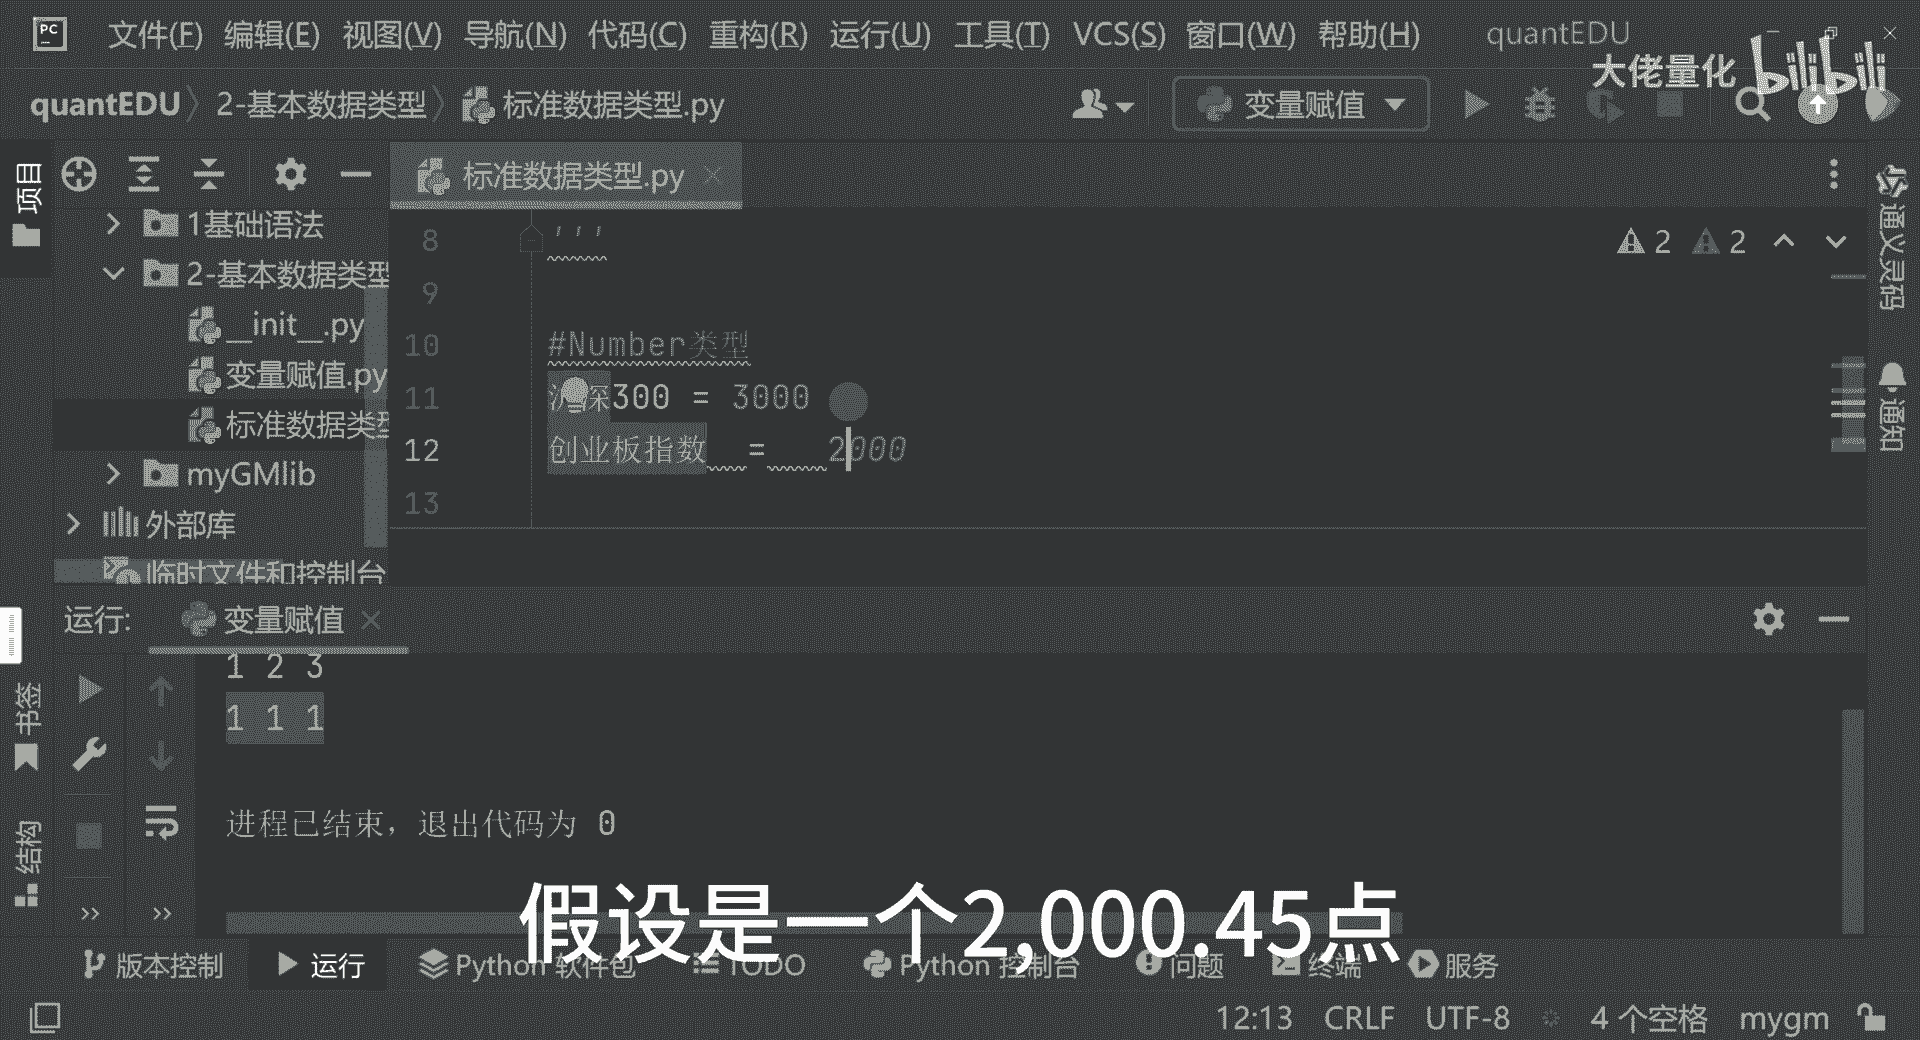 PC 文件(F) 编辑(E) 视图(V) 导航(N) 代码(C) 重构(R) 运行(U) 工具(T) VCS(S) 窗口(W) 帮助(H) quantEDU
大佬量化 bilibili
quantEDU 2-基本数据类型 标准数据类型.py 变量赋值
项目
标准数据类型.py
1基础语法
2-基本数据类型
__init__.py
变量赋值.py
标准数据类型
myGMlib
外部库
临时文件和控制台
8 '''
9
10 #Number类型
11 沪深300 = 3000
12 创业板指数 = 2000
13
2 2
通义灵码
通知
运行: 变量赋值
1 2 3
1 1 1
进程已结束，退出代码为 0
书签
结构
假设是一个2,000.45点
版本控制 运行 Python 软件包 TODO Python 控制台 问题 终端 服务
12:13 CRLF UTF-8 4 个空格 mygm